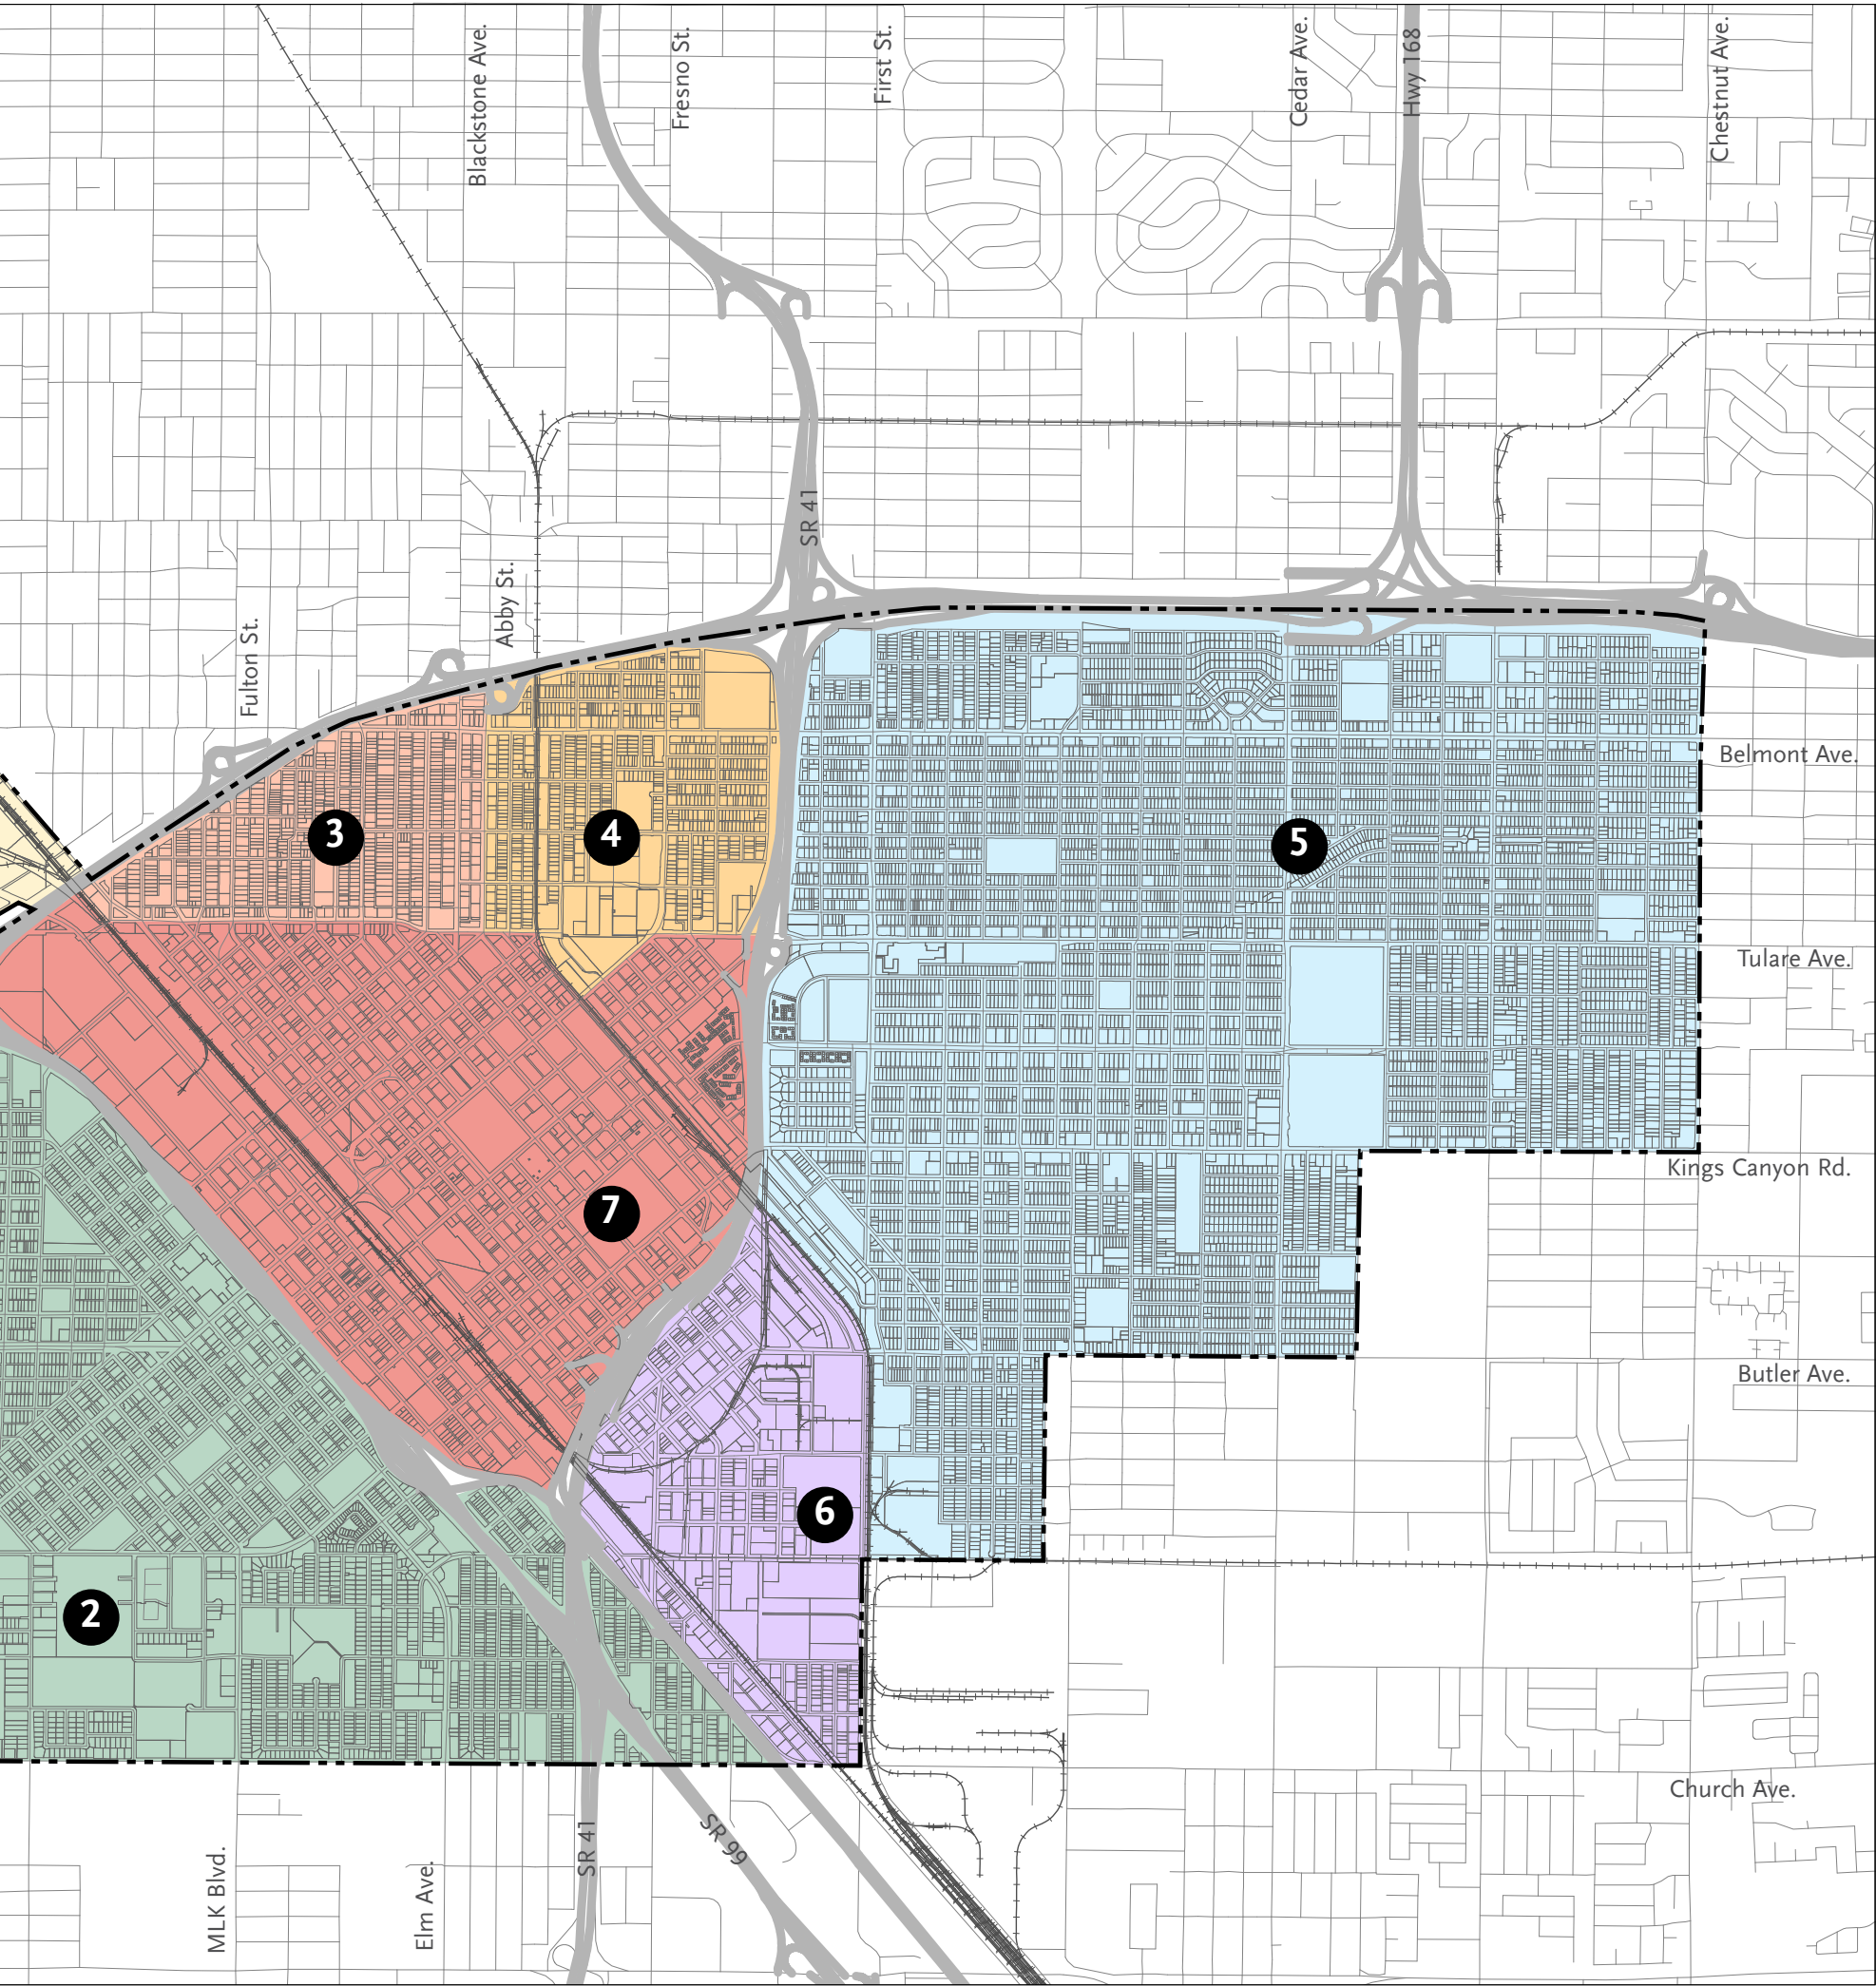 Blackstone Ave.
Fresno St.
First St.
Cedar Ave.
Hwy 168
Chestnut Ave.
SR 41
Abby St.
Fulton St.
Belmont Ave.
3
4
5
Tulare Ave.
Kings Canyon Rd.
7
Butler Ave.
6
2
Church Ave.
MLK Blvd.
Elm Ave.
SR 41
SR 99